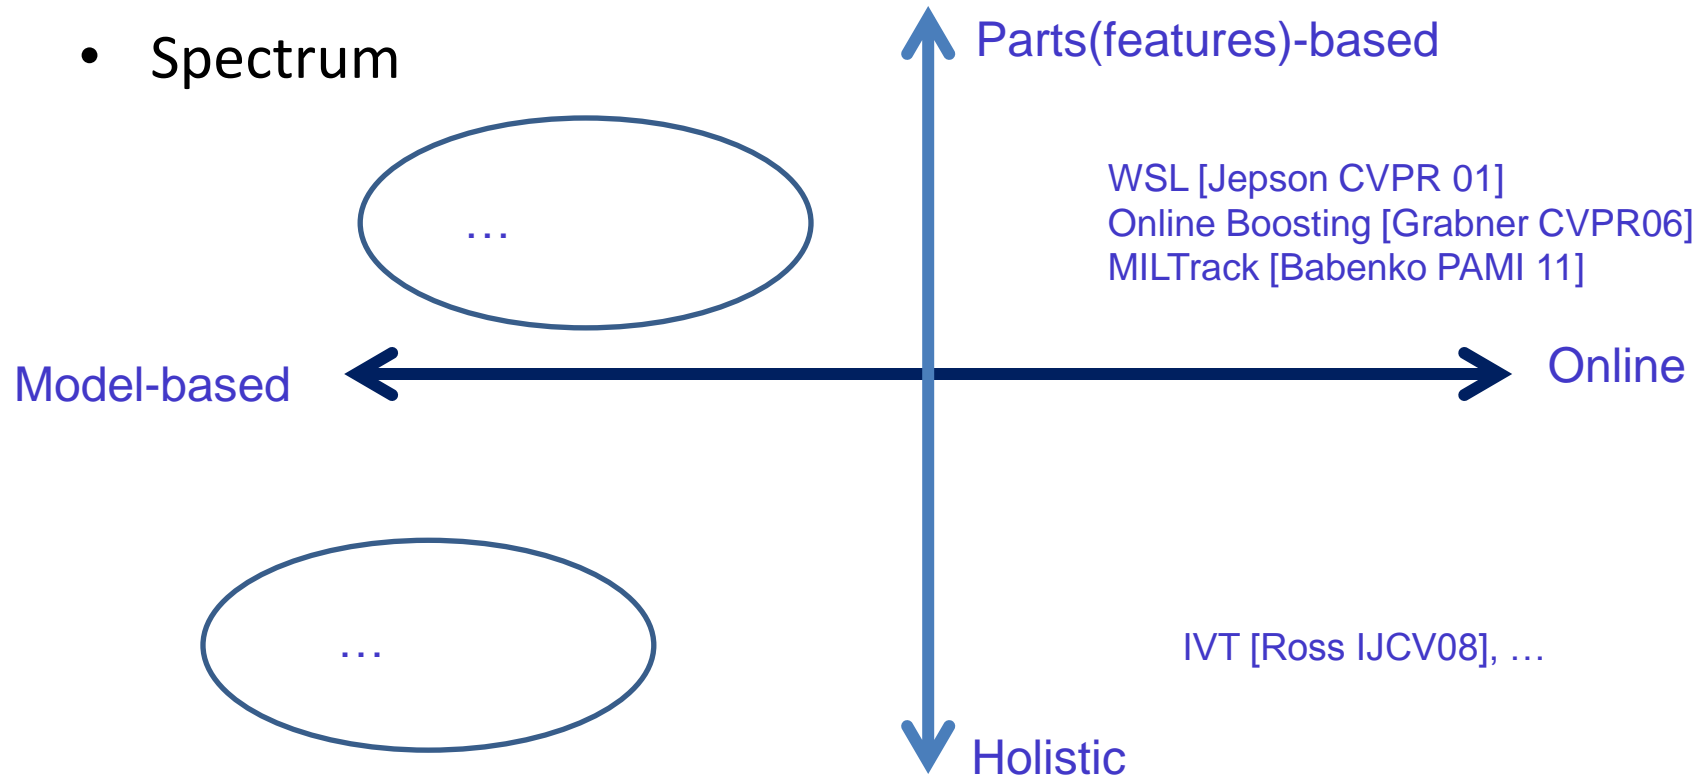 • Spectrum
Parts(features)-based
WSL [Jepson CVPR 01]
Online Boosting [Grabner CVPR06]
MILTrack [Babenko PAMI 11]
…
Model-based
Online
…
IVT [Ross IJCV08], …
Holistic